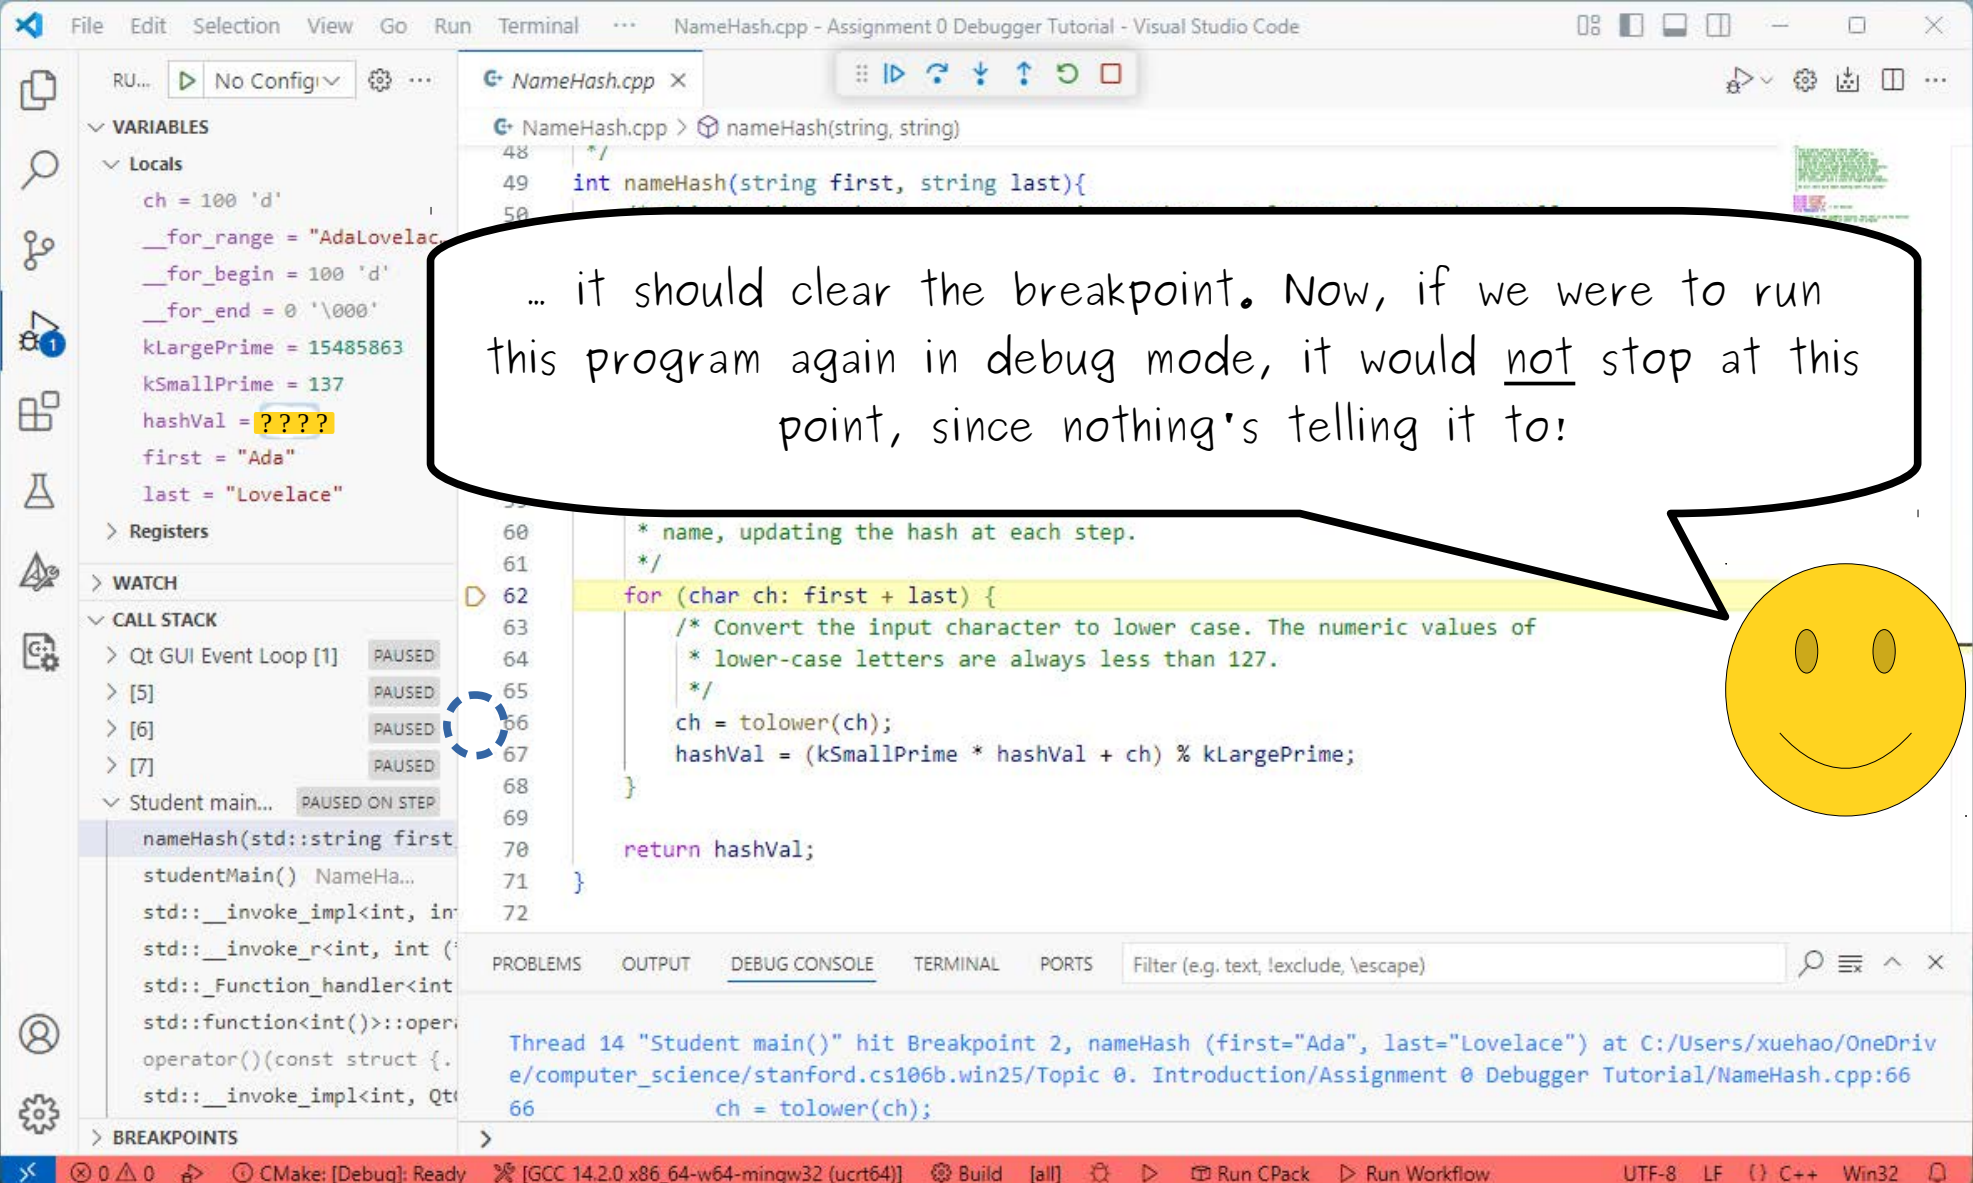 File Edit Selection View Go Run Terminal ··· NameHash.cpp - Assignment 0 Debugger Tutorial - Visual Studio Code
RU... No Config
NameHash.cpp
VARIABLES
NameHash.cpp > nameHash(string, string)
Locals
48 */
ch = 100 'd'
49 int nameHash(string first, string last){
50
__for_range = "AdaLovelac…
__for_begin = 100 'd'
__for_end = 0 '\000'
kLargePrime = 15485863
kSmallPrime = 137
hashVal = ????
first = "Ada"
last = "Lovelace"
… it should clear the breakpoint. Now, if we were to run
this program again in debug mode, it would not stop at this
point, since nothing's telling it to!
Registers
WATCH
CALL STACK
Qt GUI Event Loop [1] PAUSED
[5] PAUSED
[6] PAUSED
[7] PAUSED
Student main... PAUSED ON STEP
nameHash(std::string first
studentMain() NameHa...
std::__invoke_impl<int, in
std::__invoke_r<int, int (
std::_Function_handler<int
std::function<int()>::oper
operator()(const struct {.
std::__invoke_impl<int, Qt
BREAKPOINTS
60 * name, updating the hash at each step.
61 */
62 for (char ch: first + last) {
63 /* Convert the input character to lower case. The numeric values of
64 * lower-case letters are always less than 127.
65 */
66 ch = tolower(ch);
67 hashVal = (kSmallPrime * hashVal + ch) % kLargePrime;
68 }
69
70 return hashVal;
71 }
72
PROBLEMS OUTPUT DEBUG CONSOLE TERMINAL PORTS Filter (e.g. text, !exclude, \escape)
Thread 14 "Student main()" hit Breakpoint 2, nameHash (first="Ada", last="Lovelace") at C:/Users/xuehao/OneDriv
e/computer_science/stanford.cs106b.win25/Topic 0. Introduction/Assignment 0 Debugger Tutorial/NameHash.cpp:66
66 ch = tolower(ch);
>
0 0 CMake: [Debug]: Ready [GCC 14.2.0 x86_64-w64-mingw32 (ucrt64)] Build [all] Run CPack Run Workflow UTF-8 LF {} C++ Win32